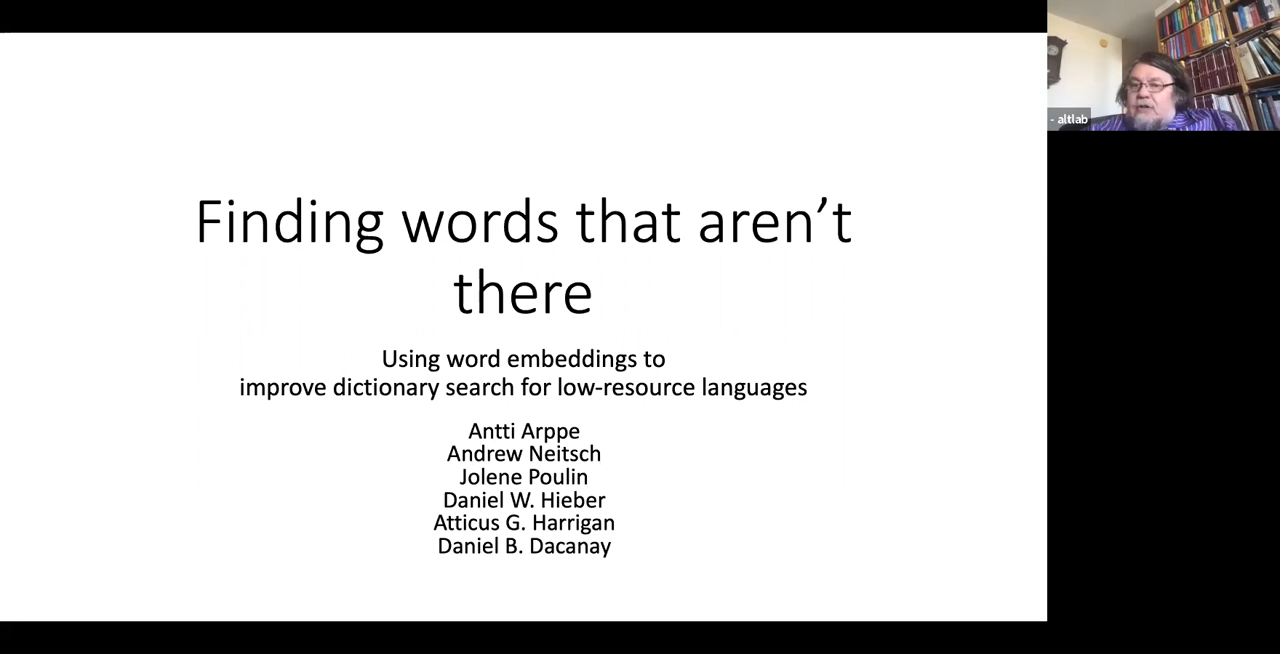 Finding words that aren’t
there
Using word embeddings to
improve dictionary search for low-resource languages
Antti Arppe
Andrew Neitsch
Jolene Poulin
Daniel W. Hieber
Atticus G. Harrigan
Daniel B. Dacanay
- altlab